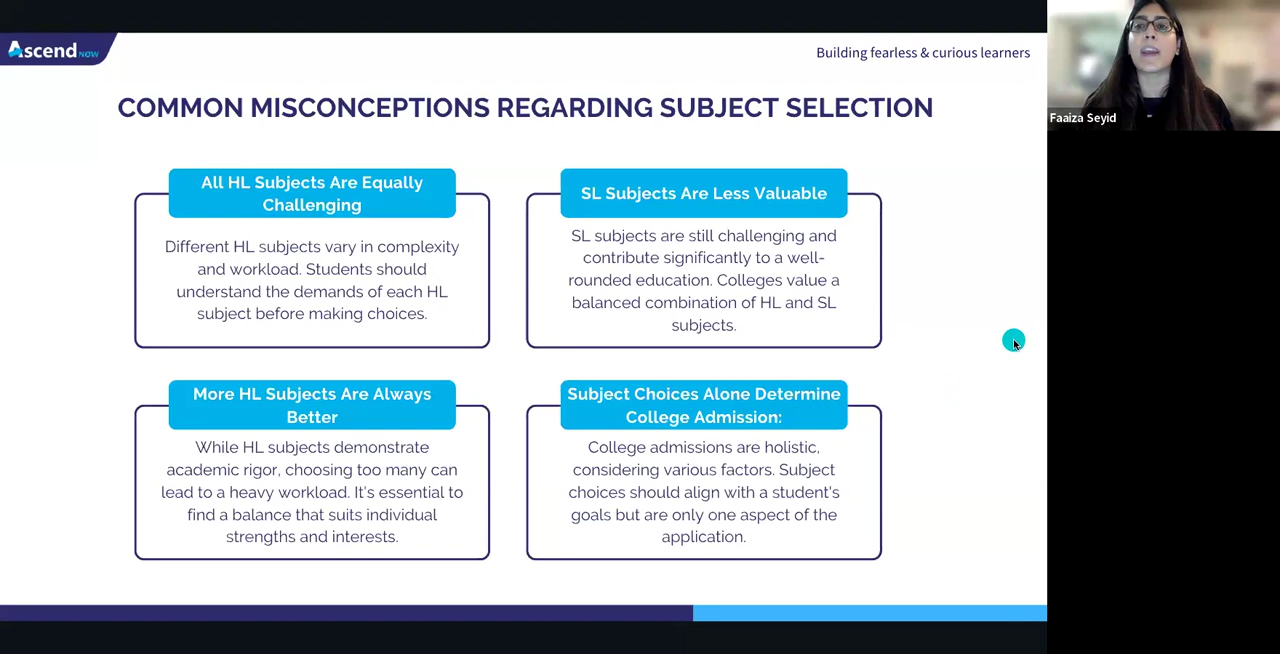 Ascend NOW
Building fearless & curious learners
COMMON MISCONCEPTIONS REGARDING SUBJECT SELECTION
All HL Subjects Are Equally
Challenging
Different HL subjects vary in complexity
and workload. Students should
understand the demands of each HL
subject before making choices.
SL Subjects Are Less Valuable
SL subjects are still challenging and
contribute significantly to a well-
rounded education. Colleges value a
balanced combination of HL and SL
subjects.
More HL Subjects Are Always
Better
While HL subjects demonstrate
academic rigor, choosing too many can
lead to a heavy workload. It's essential to
find a balance that suits individual
strengths and interests.
Subject Choices Alone Determine
College Admission:
College admissions are holistic,
considering various factors. Subject
choices should align with a student's
goals but are only one aspect of the
application.
Faaiza Seyid